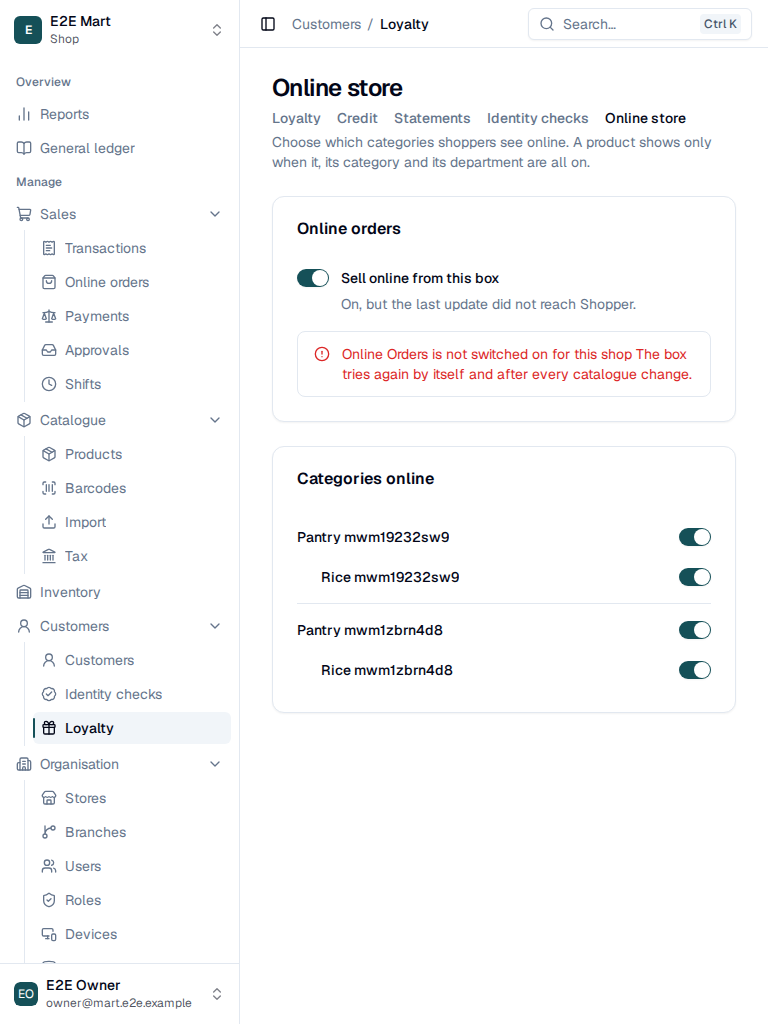 E
E2E Mart
Shop
Overview
Reports
General ledger
Manage
Sales
Transactions
Online orders
Payments
Approvals
Shifts
Catalogue
Products
Barcodes
Import
Tax
Inventory
Customers
Customers
Identity checks
Loyalty
Organisation
Stores
Branches
Users
Roles
Devices
EO
E2E Owner
owner@mart.e2e.example
Customers / Loyalty
Search...
Ctrl K
Online store
Loyalty Credit Statements Identity checks Online store
Choose which categories shoppers see online. A product shows only
when it, its category and its department are all on.
Online orders
Sell online from this box
On, but the last update did not reach Shopper.
Online Orders is not switched on for this shop The box
tries again by itself and after every catalogue change.
Categories online
Pantry mwm19232sw9
Rice mwm19232sw9
Pantry mwm1zbrn4d8
Rice mwm1zbrn4d8